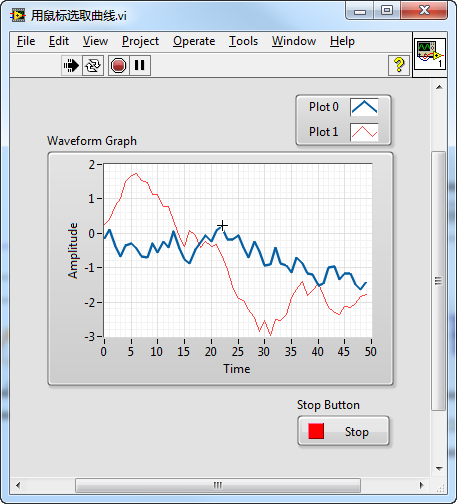 用鼠标选取曲线.vi
File Edit View Project Operate Tools Window Help
?
1
Plot 0
Plot 1
Waveform Graph
2
1
0
-1
-2
-3
Amplitude
0 5 10 15 20 25 30 35 40 45 50
Time
Stop Button
Stop